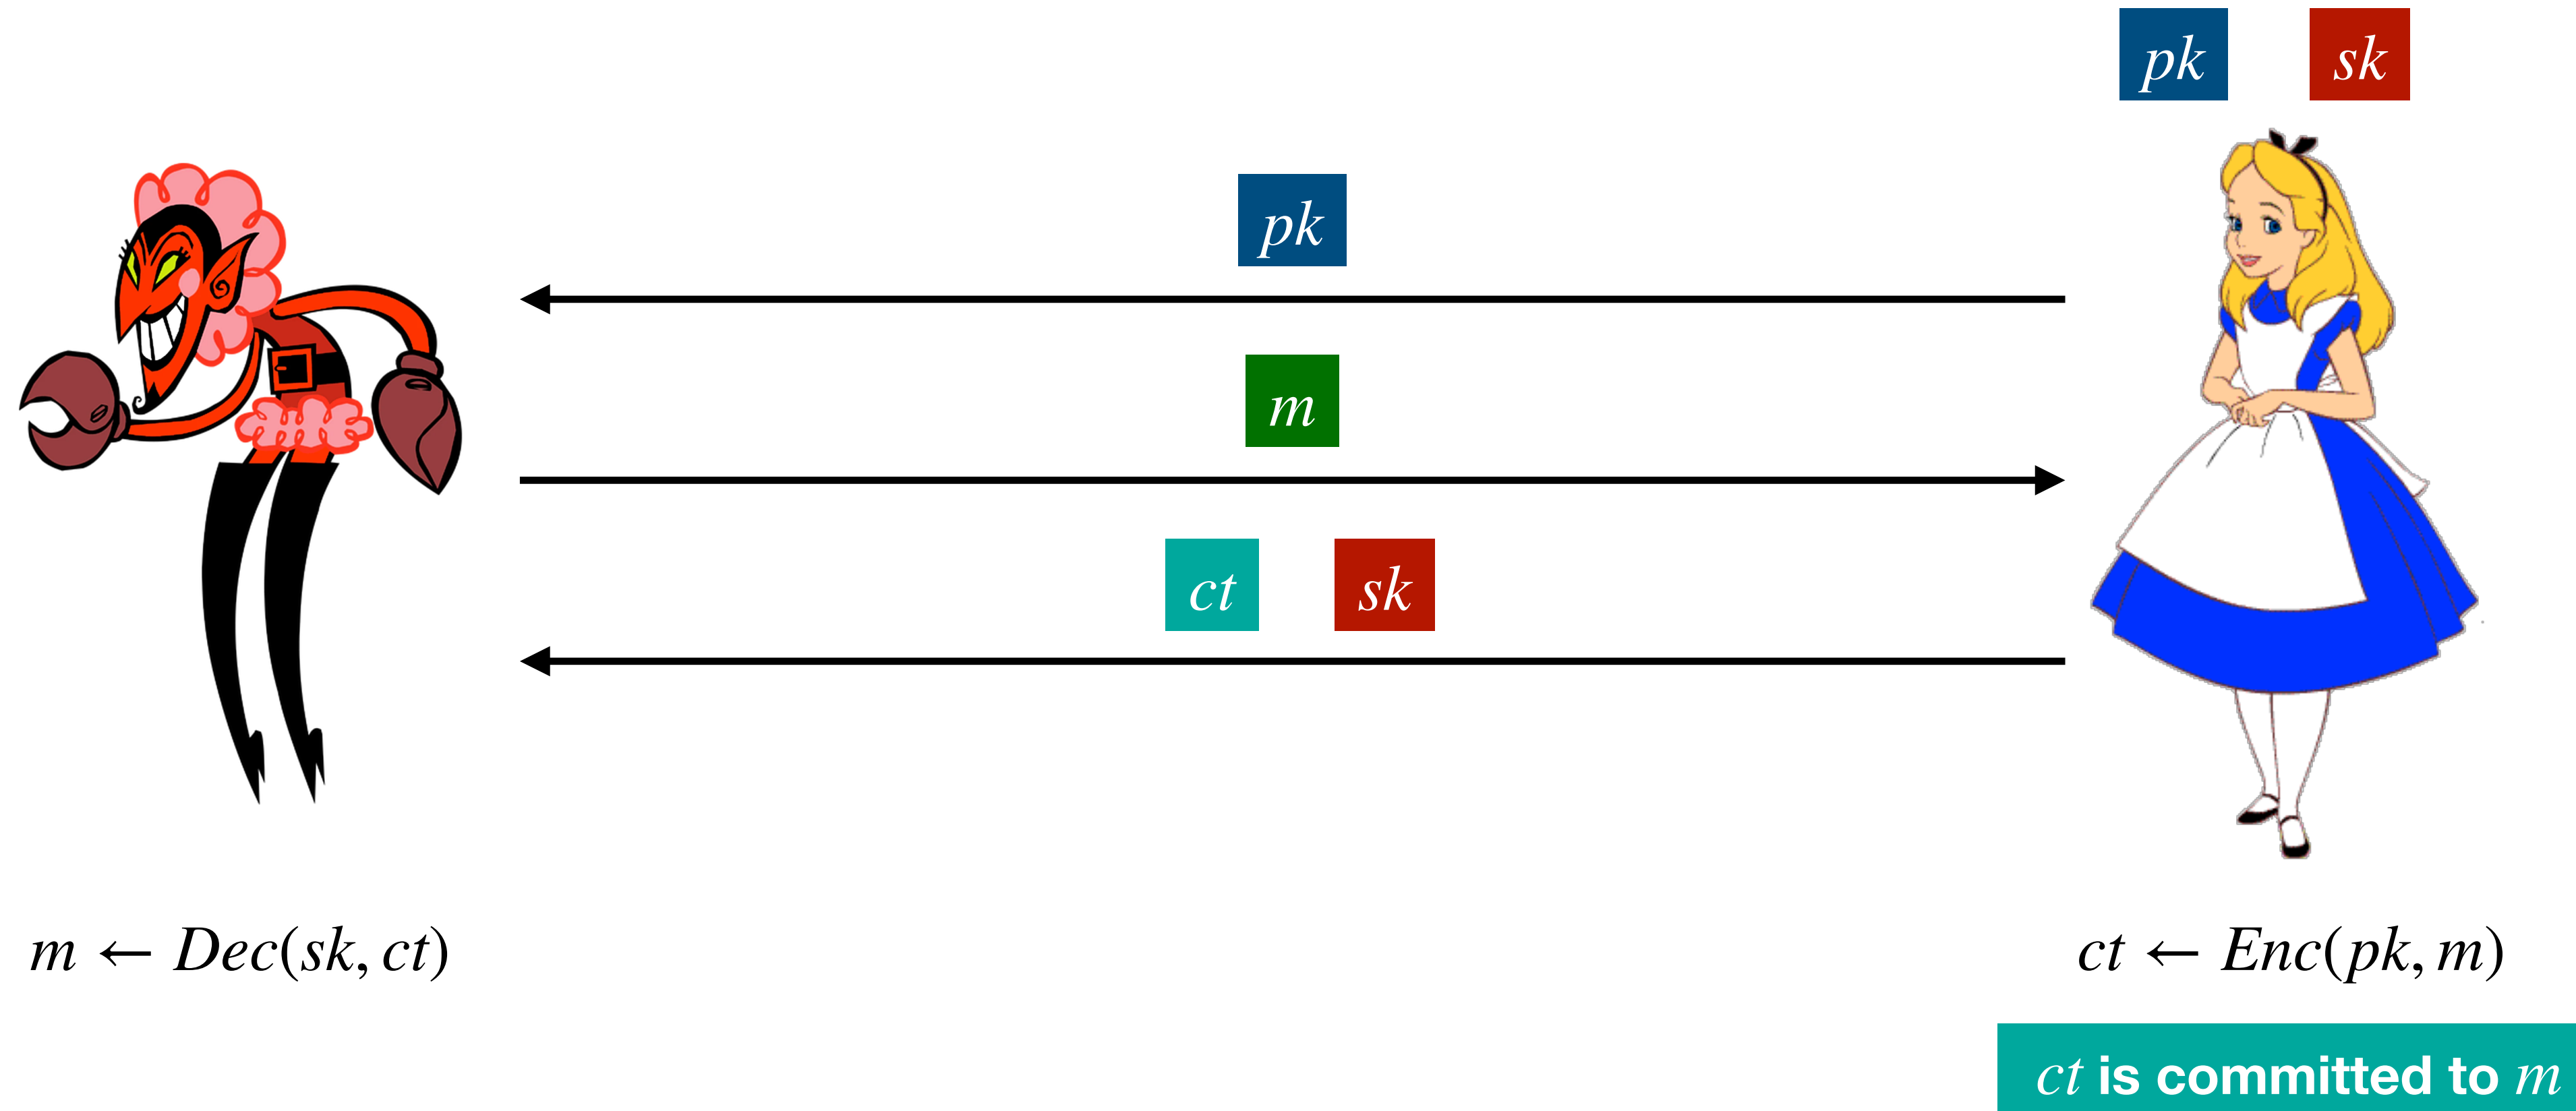 pk sk
pk
m
ct sk
m ← Dec(sk, ct)
ct ← Enc(pk, m)
ct is committed to m